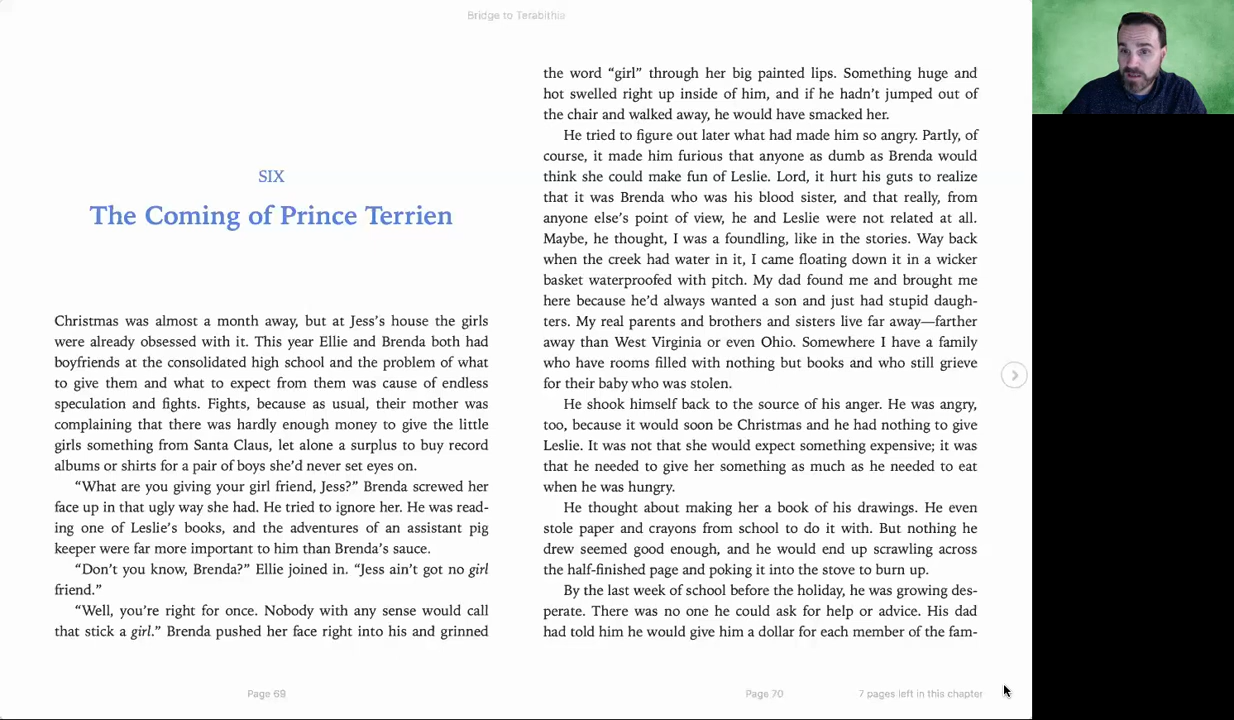 Bridge to Terabithia
SIX
The Coming of Prince Terrien
Christmas was almost a month away, but at Jess's house the girls
were already obsessed with it. This year Ellie and Brenda both had
boyfriends at the consolidated high school and the problem of what
to give them and what to expect from them was cause of endless
speculation and fights. Fights, because as usual, their mother was
complaining that there was hardly enough money to give the little
girls something from Santa Claus, let alone a surplus to buy record
albums or shirts for a pair of boys she'd never set eyes on.
“What are you giving your girl friend, Jess?” Brenda screwed her
face up in that ugly way she had. He tried to ignore her. He was read-
ing one of Leslie's books, and the adventures of an assistant pig
keeper were far more important to him than Brenda's sauce.
“Don't you know, Brenda?” Ellie joined in. “Jess ain't got no girl
friend.”
“Well, you're right for once. Nobody with any sense would call
that stick a girl.” Brenda pushed her face right into his and grinned
the word “girl” through her big painted lips. Something huge and
hot swelled right up inside of him, and if he hadn't jumped out of
the chair and walked away, he would have smacked her.
He tried to figure out later what had made him so angry. Partly, of
course, it made him furious that anyone as dumb as Brenda would
think she could make fun of Leslie. Lord, it hurt his guts to realize
that it was Brenda who was his blood sister, and that really, from
anyone else's point of view, he and Leslie were not related at all.
Maybe, he thought, I was a foundling, like in the stories. Way back
when the creek had water in it, I came floating down it in a wicker
basket waterproofed with pitch. My dad found me and brought me
here because he'd always wanted a son and just had stupid daugh-
ters. My real parents and brothers and sisters live far away—farther
away than West Virginia or even Ohio. Somewhere I have a family
who have rooms filled with nothing but books and who still grieve
for their baby who was stolen.
He shook himself back to the source of his anger. He was angry,
too, because it would soon be Christmas and he had nothing to give
Leslie. It was not that she would expect something expensive; it was
that he needed to give her something as much as he needed to eat
when he was hungry.
He thought about making her a book of his drawings. He even
stole paper and crayons from school to do it with. But nothing he
drew seemed good enough, and he would end up scrawling across
the half-finished page and poking it into the stove to burn up.
By the last week of school before the holiday, he was growing des-
perate. There was no one he could ask for help or advice. His dad
had told him he would give him a dollar for each member of the fam-
Page 69
Page 70
7 pages left in this chapter